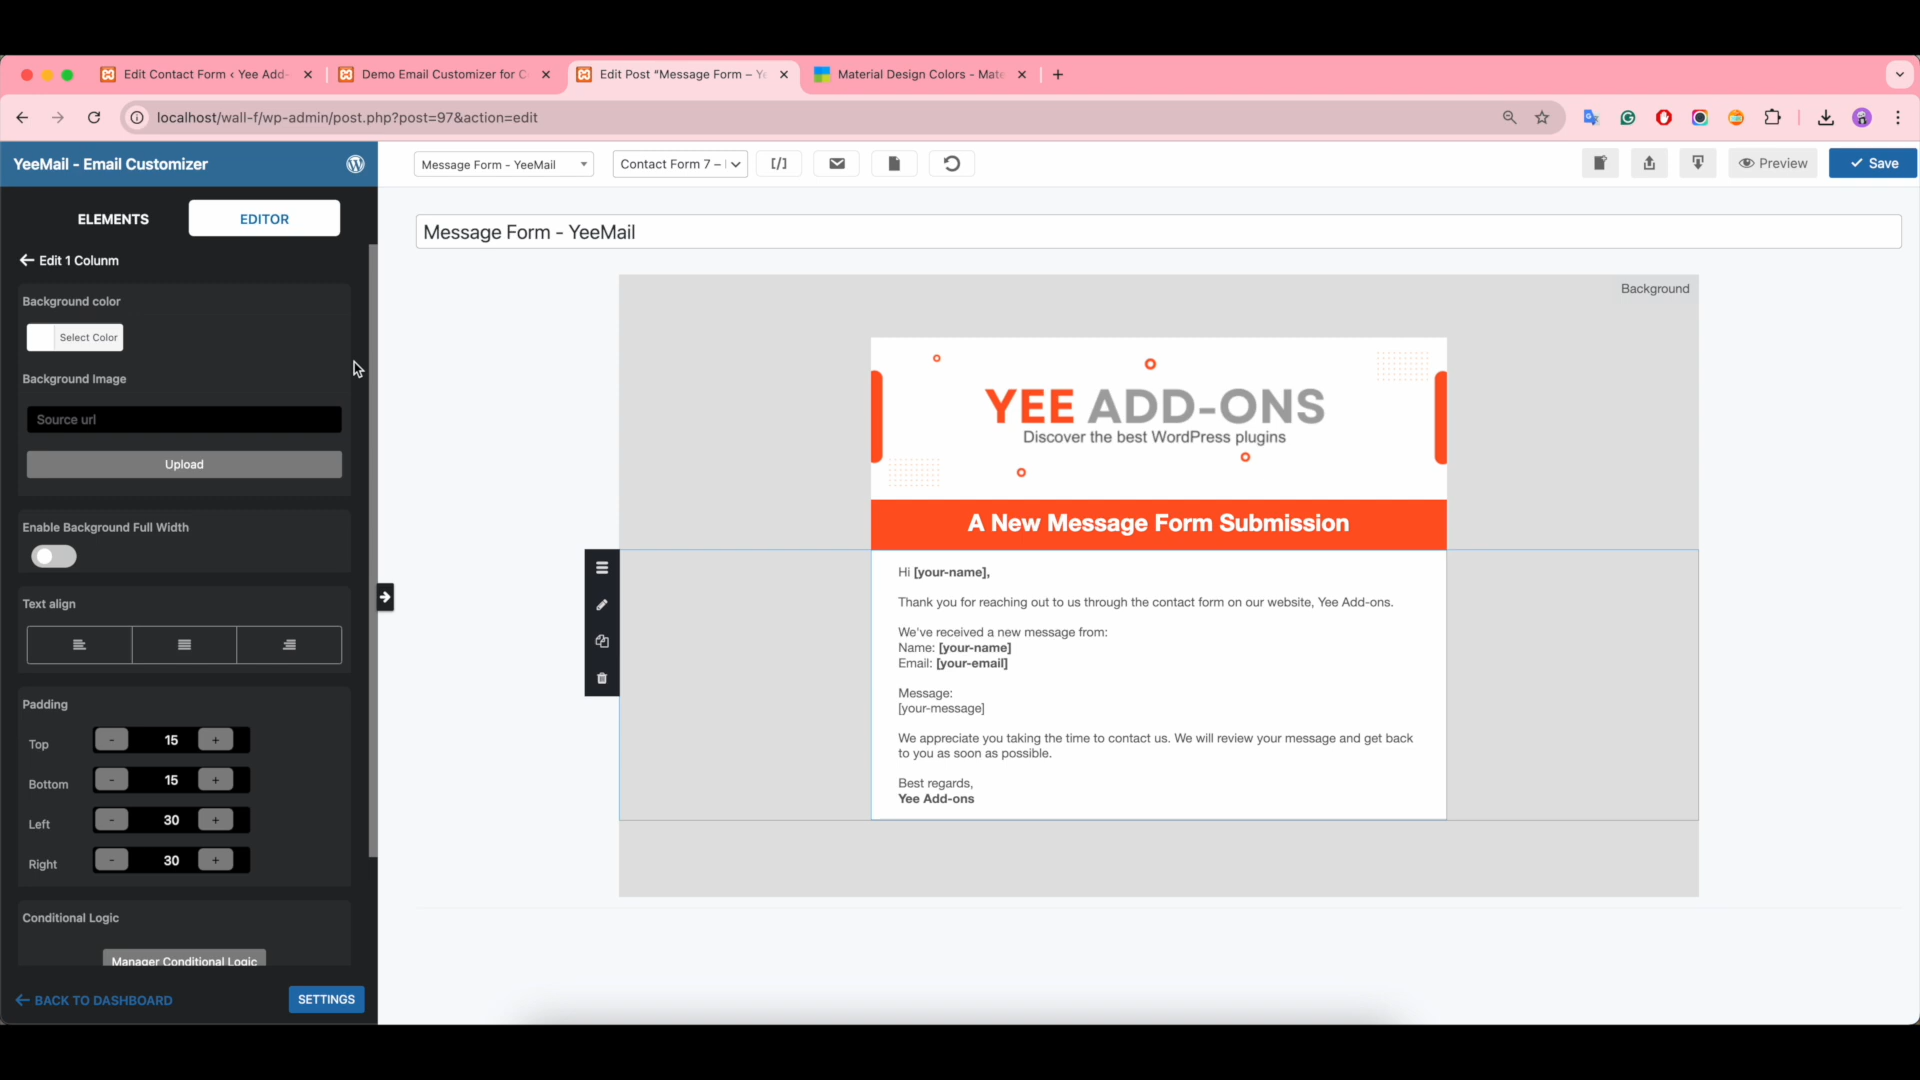 Edit Contact Form ‹ Yee Add-
Demo Email Customizer for C
Edit Post “Message Form – Ye
Material Design Colors - Mate
localhost/wall-f/wp-admin/post.php?post=97&action=edit
YeeMail - Email Customizer
Message Form - YeeMail
Contact Form 7 –
[/]
Preview
Save
ELEMENTS
EDITOR
Edit 1 Colunm
Message Form - YeeMail
Background color
Select Color
Background Image
Source url
Upload
Enable Background Full Width
Text align
Padding
Top - 15 +
Bottom - 15 +
Left - 30 +
Right - 30 +
Conditional Logic
Manager Conditional Logic
BACK TO DASHBOARD
SETTINGS
Background
YEE ADD-ONS
Discover the best WordPress plugins
A New Message Form Submission
Hi [your-name],
Thank you for reaching out to us through the contact form on our website, Yee Add-ons.
We've received a new message from:
Name: [your-name]
Email: [your-email]
Message:
[your-message]
We appreciate you taking the time to contact us. We will review your message and get back
to you as soon as possible.
Best regards,
Yee Add-ons